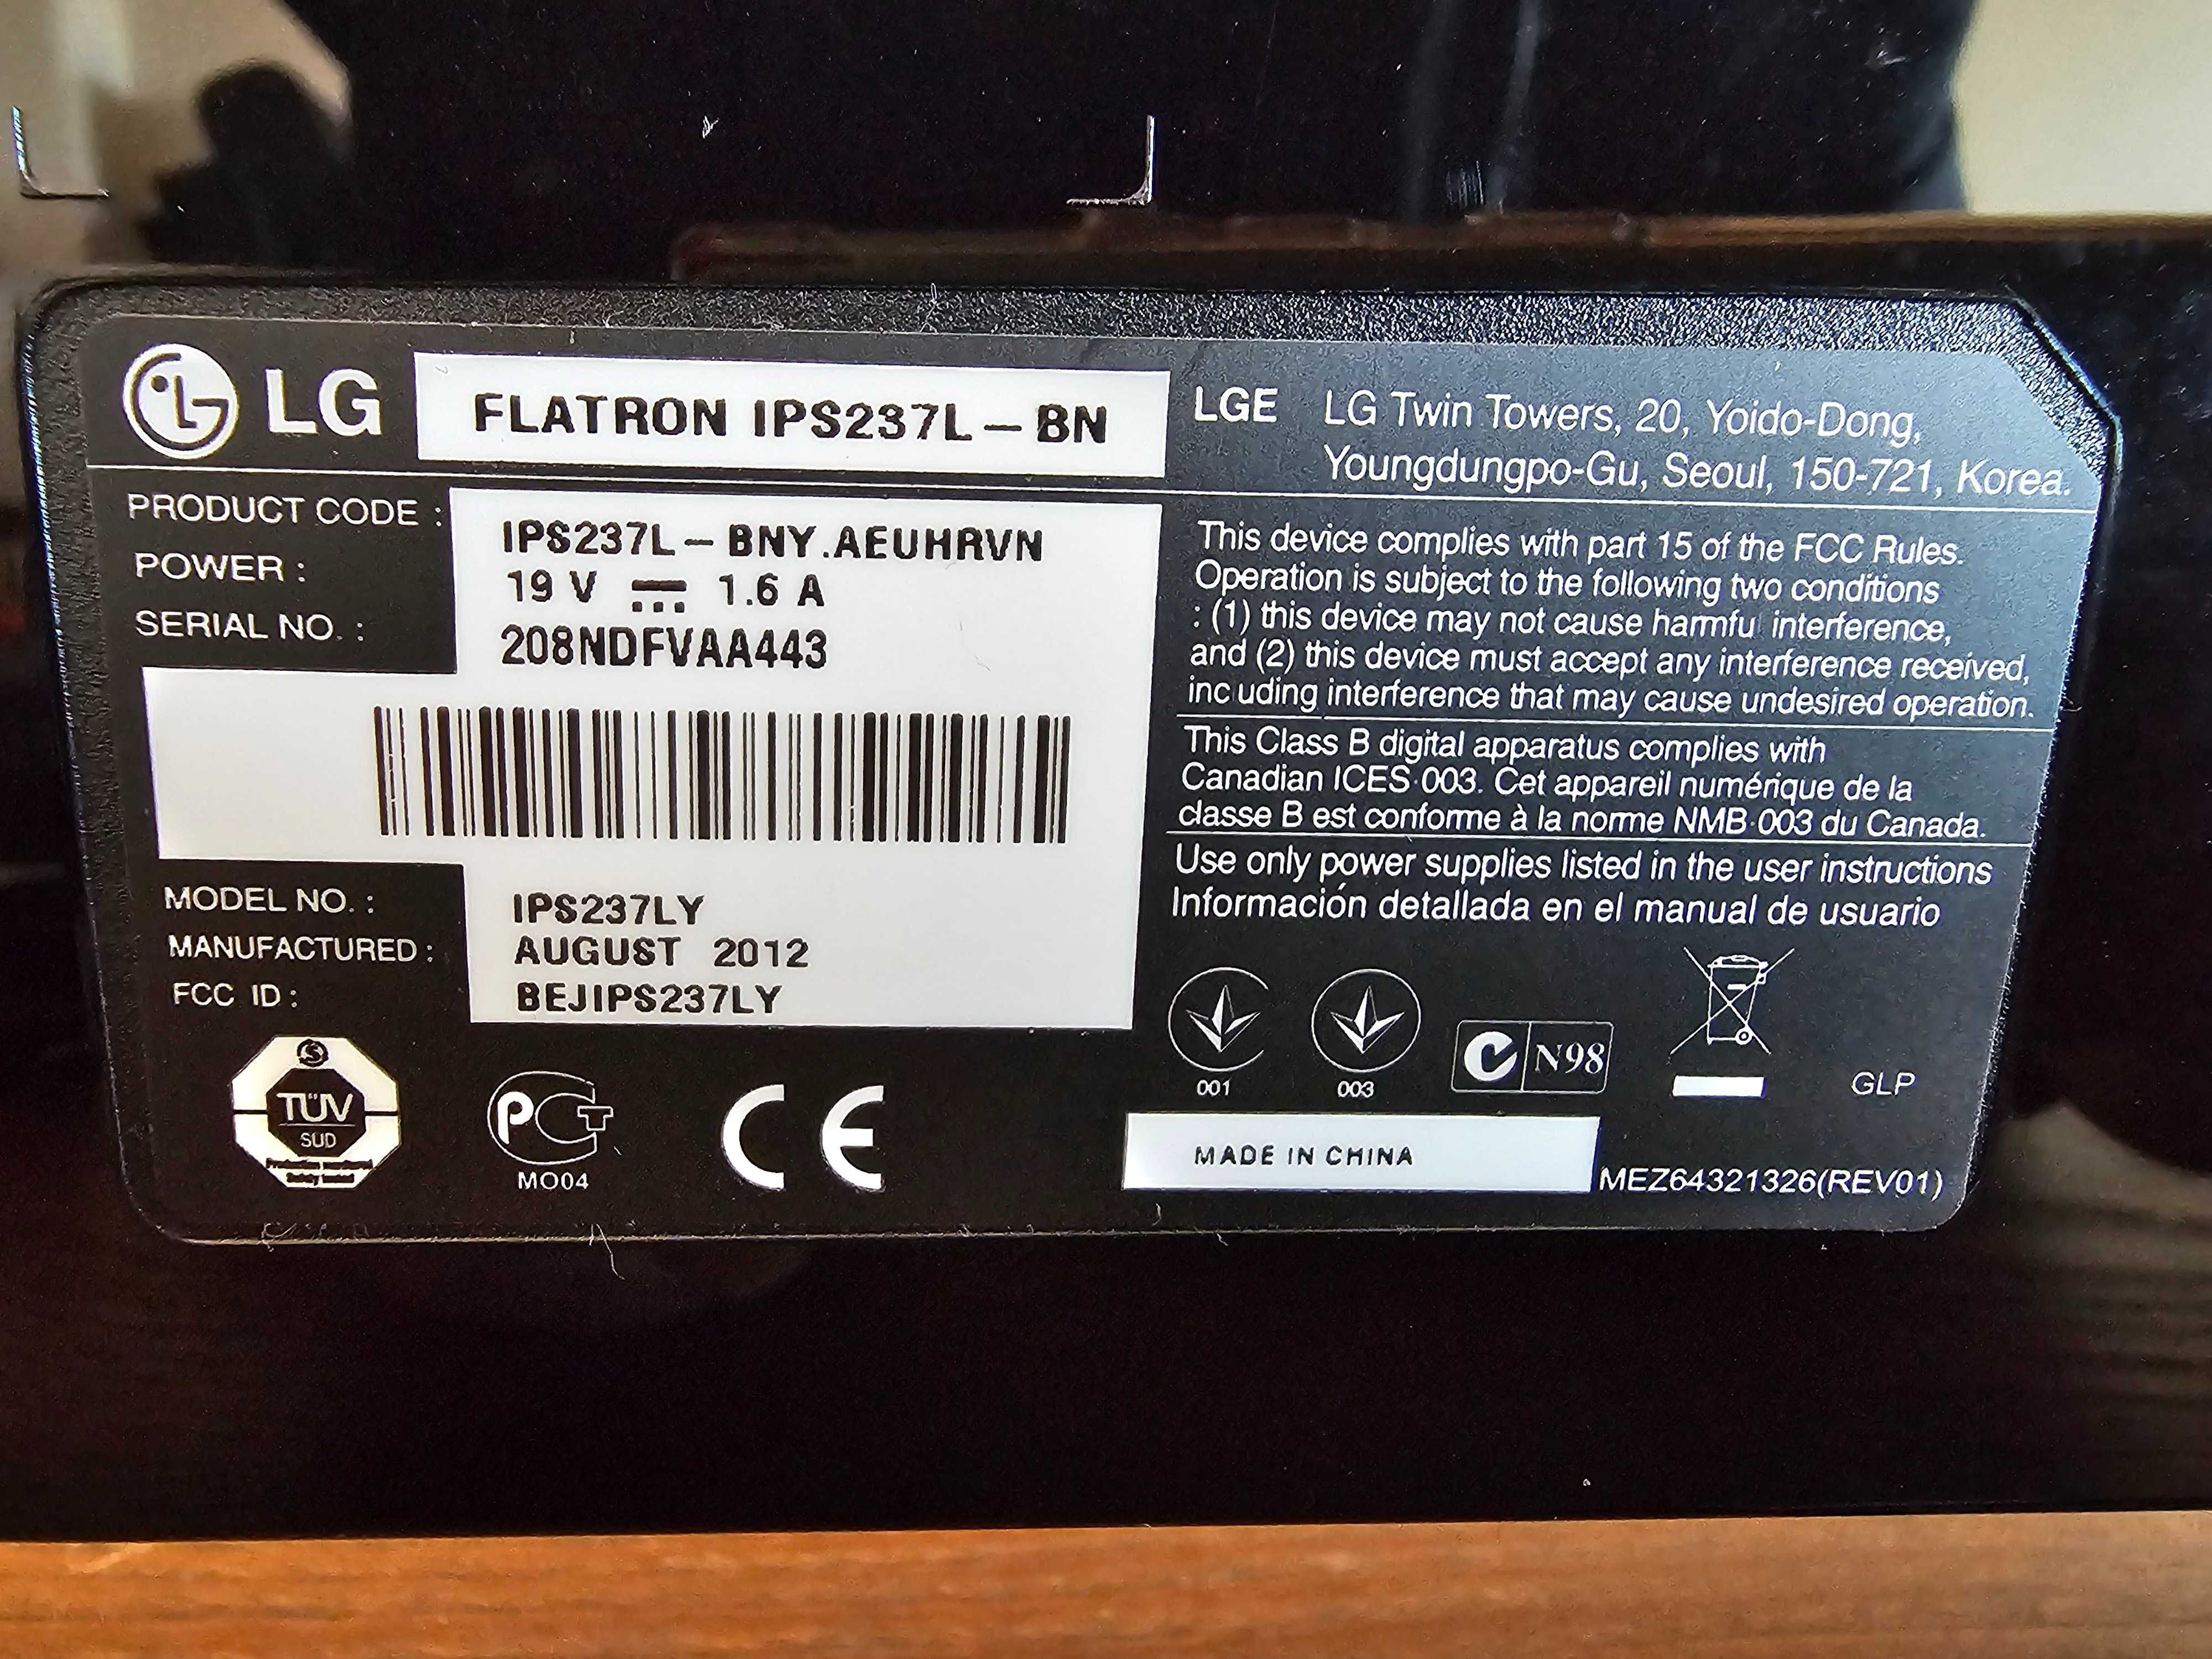 LG FLATRON IPS237L-BN
PRODUCT CODE : IPS237L-BNY.AEUHRVN
POWER : 19 V 1.6 A
SERIAL NO. : 208NDFVAA443
MODEL NO. : IPS237LY
MANUFACTURED : AUGUST 2012
FCC ID : BEJIPS237LY
TÜV
SUD
PCT
MO04
CE
LGE LG Twin Towers, 20, Yoido-Dong,
Youngdungpo-Gu, Seoul, 150-721, Korea.
This device complies with part 15 of the FCC Rules.
Operation is subject to the following two conditions
: (1) this device may not cause harmfu interference,
and (2) this device must accept any interference received,
inc uding interference that may cause undesired operation.
This Class B digital apparatus complies with
Canadian ICES-003. Cet appareil numérique de la
classe B est conforme à la norme NMB-003 du Canada.
Use only power supplies listed in the user instructions
Información detallada en el manual de usuario
001
003
N98
GLP
MADE IN CHINA
MEZ64321326(REV01)